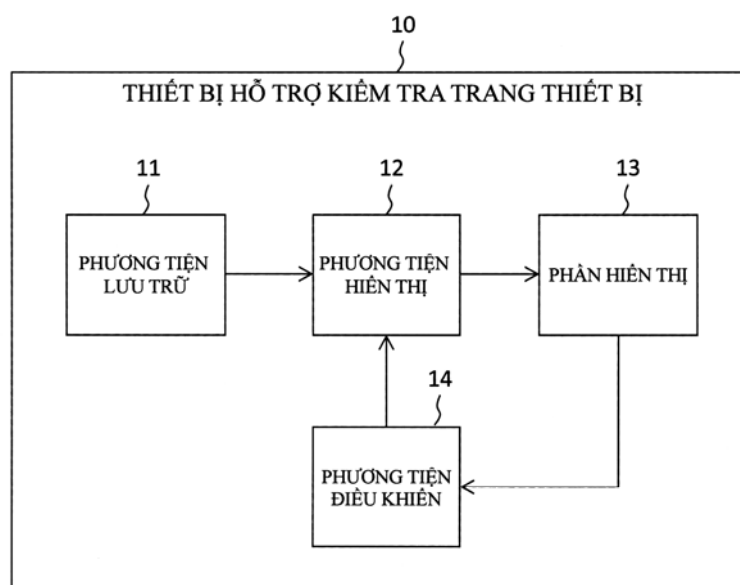 10
THIẾT BỊ HỖ TRỢ KIỂM TRA TRANG THIẾT BỊ
11
12
13
PHƯƠNG TIỆN
LƯU TRỮ
PHƯƠNG TIỆN
HIỂN THỊ
PHẦN HIỂN THỊ
14
PHƯƠNG TIỆN
ĐIỀU KHIỂN